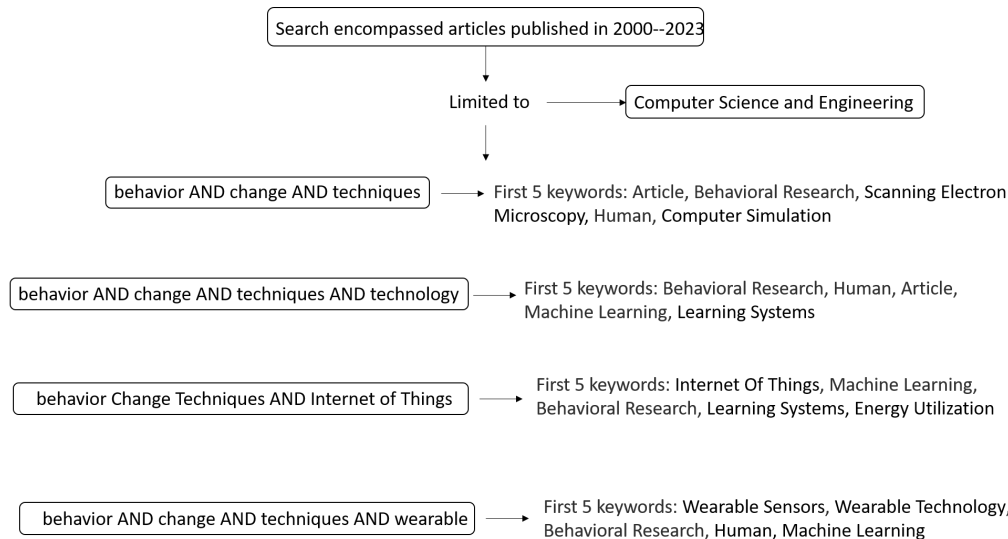 Search encompassed articles published in 2000--2023
Limited to
Computer Science and Engineering
behavior AND change AND techniques
First 5 keywords: Article, Behavioral Research, Scanning Electron
Microscopy, Human, Computer Simulation
behavior AND change AND techniques AND technology
First 5 keywords: Behavioral Research, Human, Article,
Machine Learning, Learning Systems
behavior Change Techniques AND Internet of Things
First 5 keywords: Internet Of Things, Machine Learning,
Behavioral Research, Learning Systems, Energy Utilization
behavior AND change AND techniques AND wearable
First 5 keywords: Wearable Sensors, Wearable Technology,
Behavioral Research, Human, Machine Learning